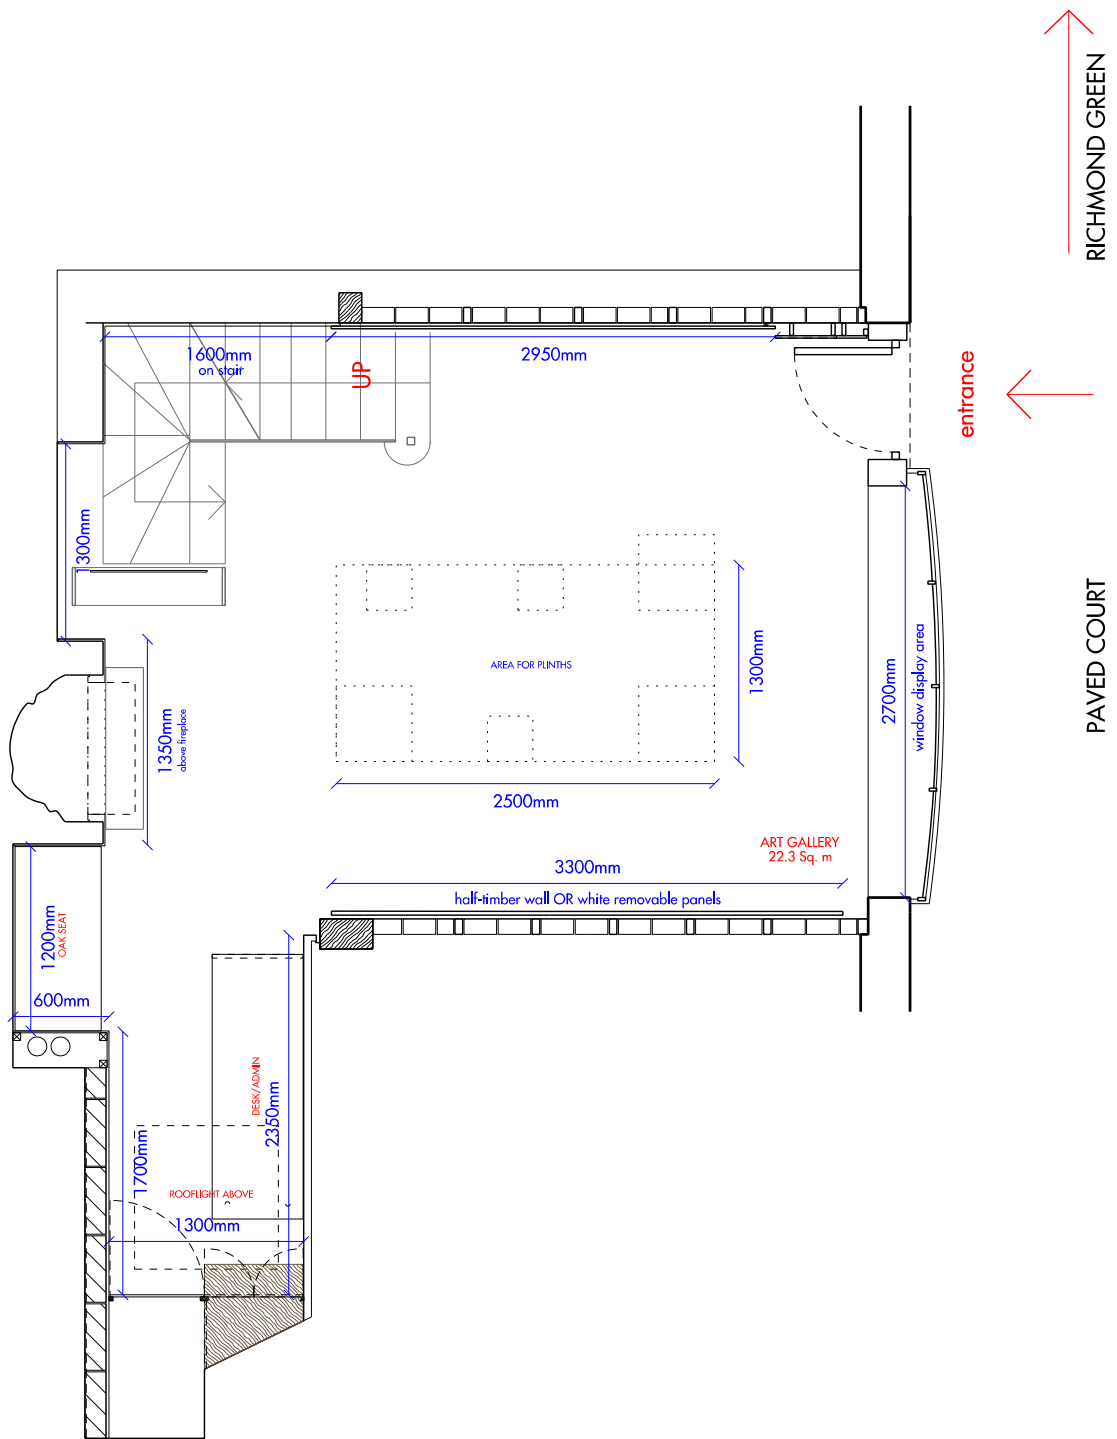 RICHMOND GREEN
1600mm
on stair
UP
2950mm
entrance
1300mm
AREA FOR PLINTHS
1300mm
1350mm
above fireplace
2700mm
window display area
PAVED COURT
2500mm
ART GALLERY
22.3 Sq. m
3300mm
half-timber wall OR white removable panels
1200mm
OAK SEAT
600mm
DESK/ADMIN
2350mm
1700mm
ROOFLIGHT ABOVE
1300mm